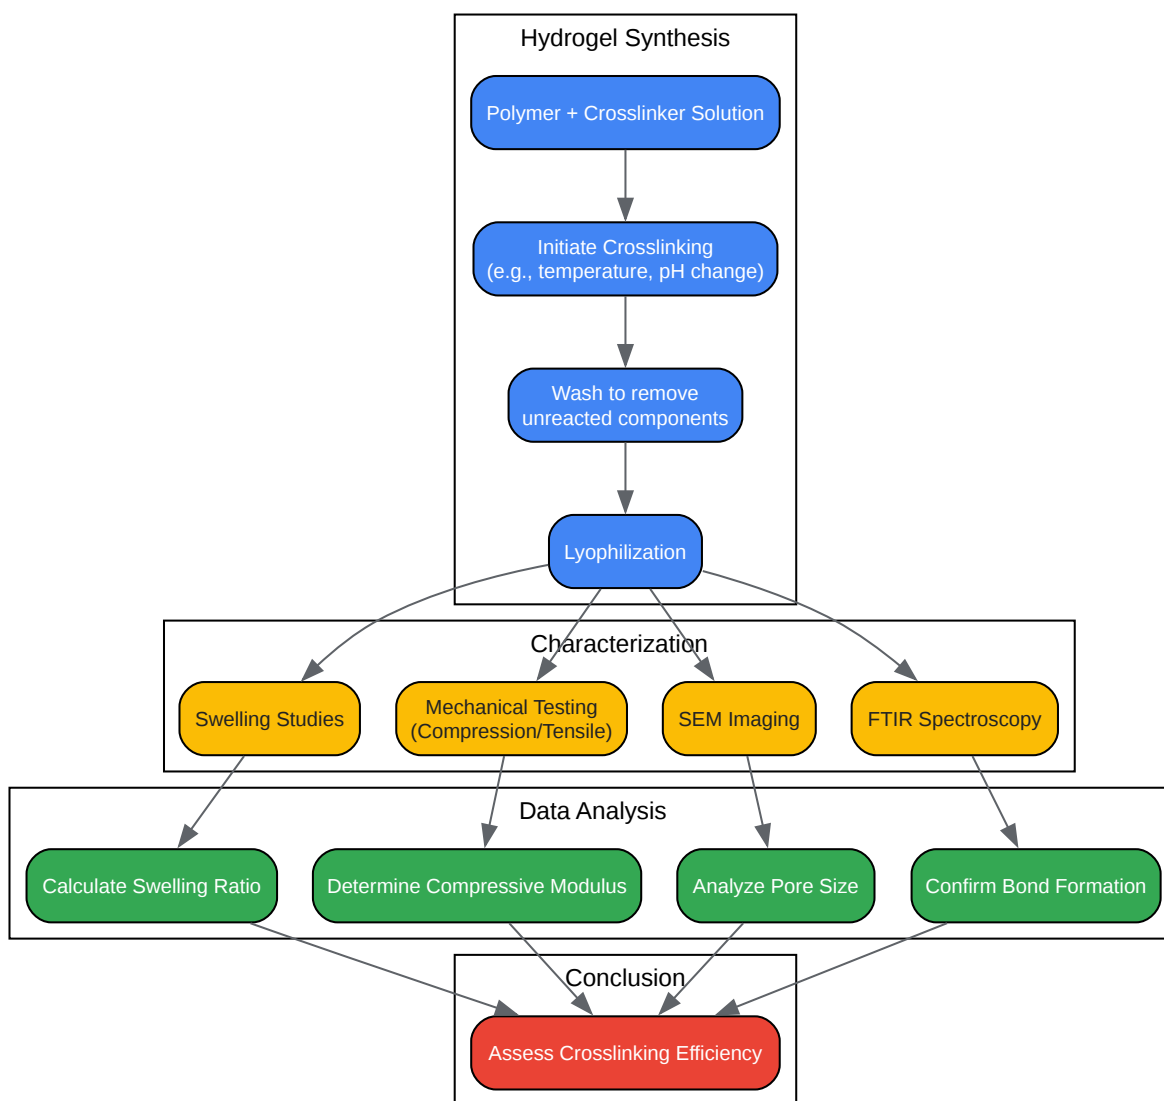 Hydrogel Synthesis
Polymer + Crosslinker Solution
Initiate Crosslinking
(e.g., temperature, pH change)
Wash to remove
unreacted components
Lyophilization
Characterization
Swelling Studies
Mechanical Testing
(Compression/Tensile)
SEM Imaging
FTIR Spectroscopy
Data Analysis
Calculate Swelling Ratio
Determine Compressive Modulus
Analyze Pore Size
Confirm Bond Formation
Conclusion
Assess Crosslinking Efficiency